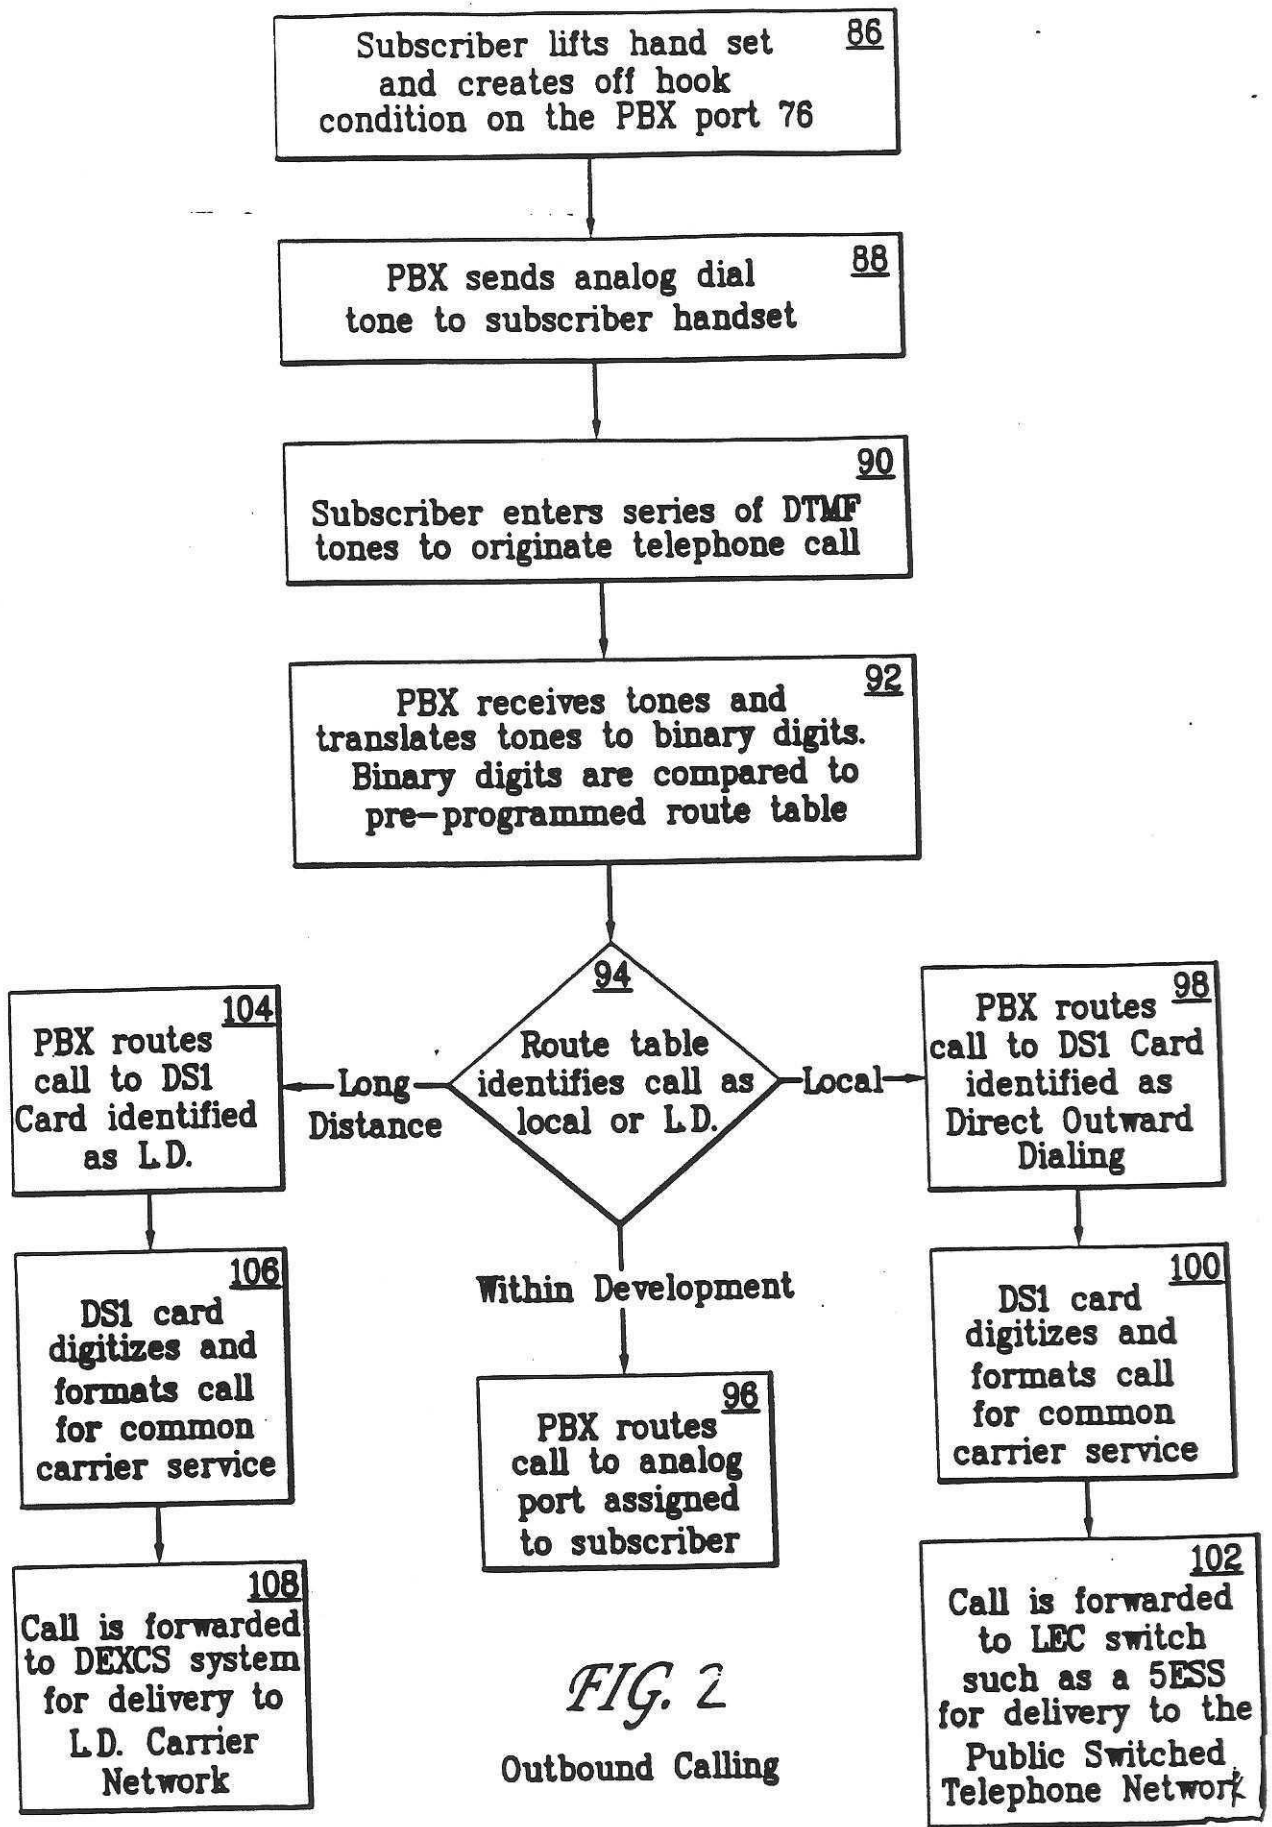 86
Subscriber lifts hand set
and creates off hook
condition on the PBX port 76
88
PBX sends analog dial
tone to subscriber handset
90
Subscriber enters series of DTMF
tones to originate telephone call
92
PBX receives tones and
translates tones to binary digits.
Binary digits are compared to
pre-programmed route table
94
Route table
identifies call as
local or L.D.
Long
Distance
104
PBX routes
call to DS1
Card identified
as L.D.
106
DS1 card
digitizes and
formats call
for common
carrier service
108
Call is forwarded
to DEXCS system
for delivery to
L.D. Carrier
Network
Within Development
96
PBX routes
call to analog
port assigned
to subscriber
Local
98
PBX routes
call to DS1 Card
identified as
Direct Outward
Dialing
100
DS1 card
digitizes and
formats call
for common
carrier service
102
Call is forwarded
to LEC switch
such as a 5ESS
for delivery to the
Public Switched
Telephone Network
FIG. 2
Outbound Calling